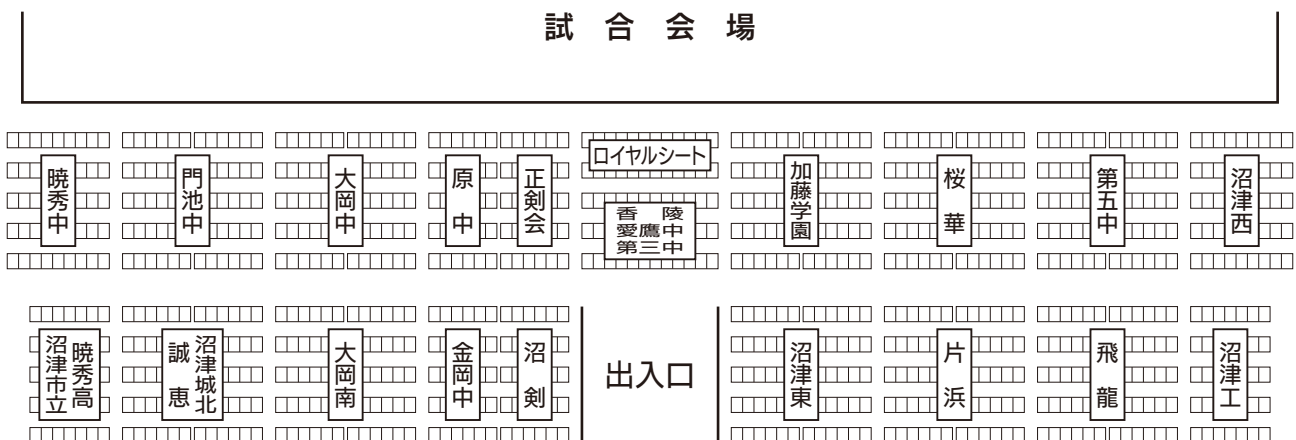 試合会場
暁秀中
門池中
大岡中
原中
正剣会
ロイヤルシート
香陵
愛鷹中
第三中
加藤学園
桜華
第五中
沼津西
暁秀高
沼津市立
沼津城北
誠恵
大岡南
金岡中
沼剣
出入口
沼津東
片浜
飛龍
沼津工